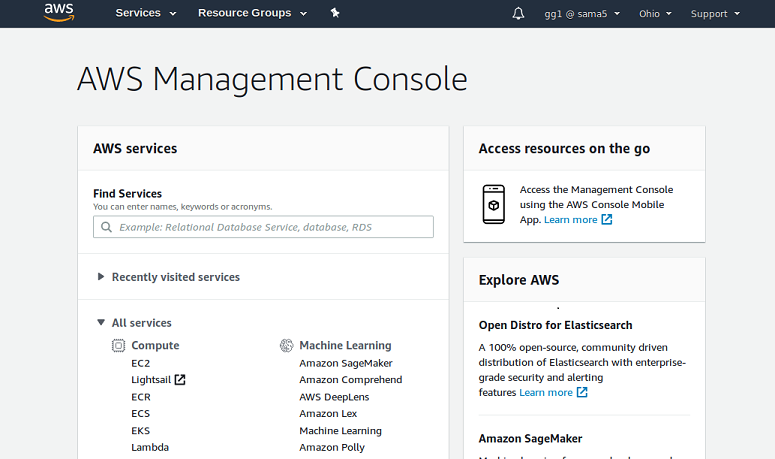 aws Services Resource Groups gg1 @ sama5 Ohio Support
AWS Management Console
AWS services
Find Services
You can enter names, keywords or acronyms.
Example: Relational Database Service, database, RDS
Recently visited services
All services
Compute
EC2
Lightsail
ECR
ECS
EKS
Lambda
Machine Learning
Amazon SageMaker
Amazon Comprehend
AWS DeepLens
Amazon Lex
Machine Learning
Amazon Polly
Access resources on the go
Access the Management Console
using the AWS Console Mobile
App. Learn more
Explore AWS
Open Distro for Elasticsearch
A 100% open-source, community driven
distribution of Elasticsearch with enterprise-
grade security and alerting
features Learn more
Amazon SageMaker